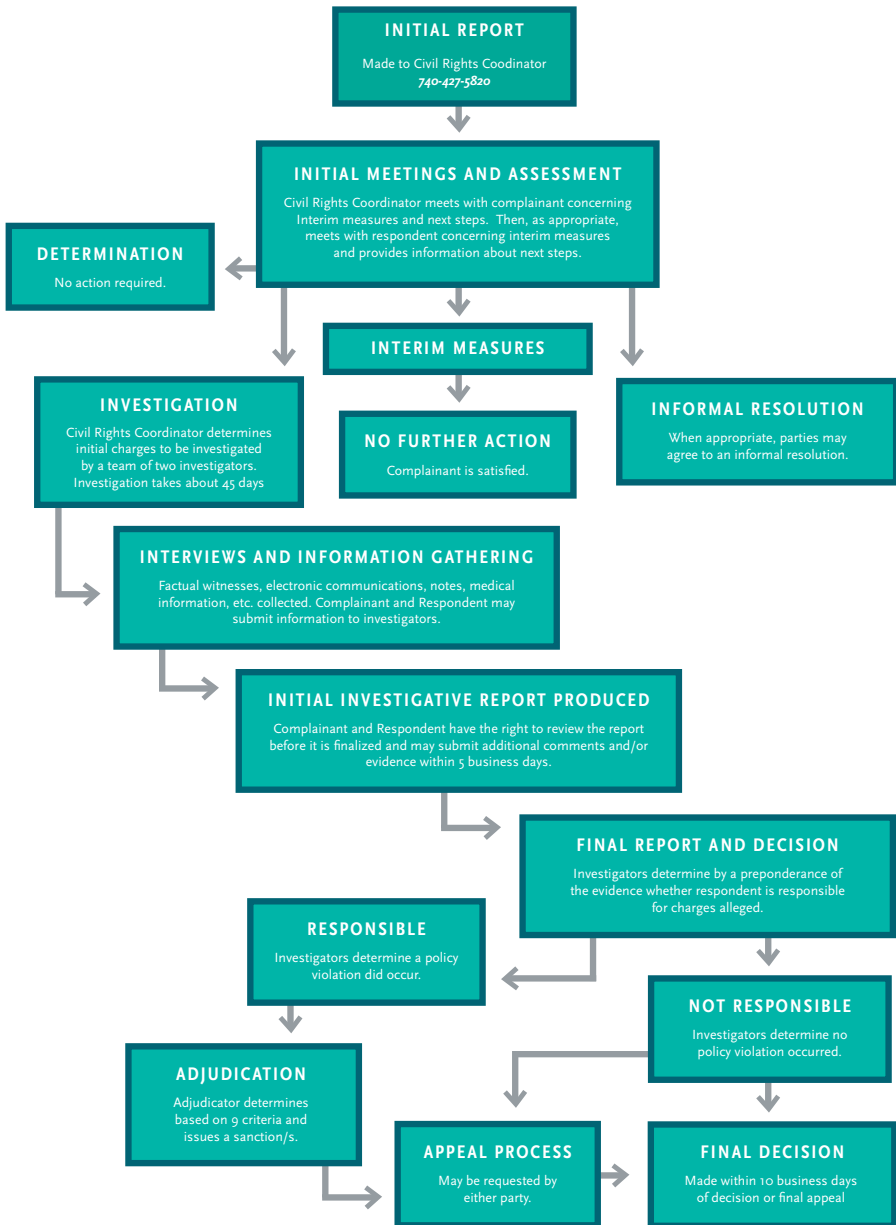 INITIAL REPORT
Made to Civil Rights Coodinator
740-427-5820
INITIAL MEETINGS AND ASSESSMENT
Civil Rights Coordinator meets with complainant concerning
Interim measures and next steps. Then, as appropriate,
meets with respondent concerning interim measures
and provides information about next steps.
DETERMINATION
No action required.
INTERIM MEASURES
INVESTIGATION
Civil Rights Coordinator determines
initial charges to be investigated
by a team of two investigators.
Investigation takes about 45 days
NO FURTHER ACTION
Complainant is satisfied.
INFORMAL RESOLUTION
When appropriate, parties may
agree to an informal resolution.
INTERVIEWS AND INFORMATION GATHERING
Factual witnesses, electronic communications, notes, medical
information, etc. collected. Complainant and Respondent may
submit information to investigators.
INITIAL INVESTIGATIVE REPORT PRODUCED
Complainant and Respondent have the right to review the report
before it is finalized and may submit additional comments and/or
evidence within 5 business days.
FINAL REPORT AND DECISION
Investigators determine by a preponderance of
the evidence whether respondent is responsible
for charges alleged.
RESPONSIBLE
Investigators determine a policy
violation did occur.
NOT RESPONSIBLE
Investigators determine no
policy violation occurred.
ADJUDICATION
Adjudicator determines
based on 9 criteria and
issues a sanction/s.
APPEAL PROCESS
May be requested by
either party.
FINAL DECISION
Made within 10 business days
of decision or final appeal